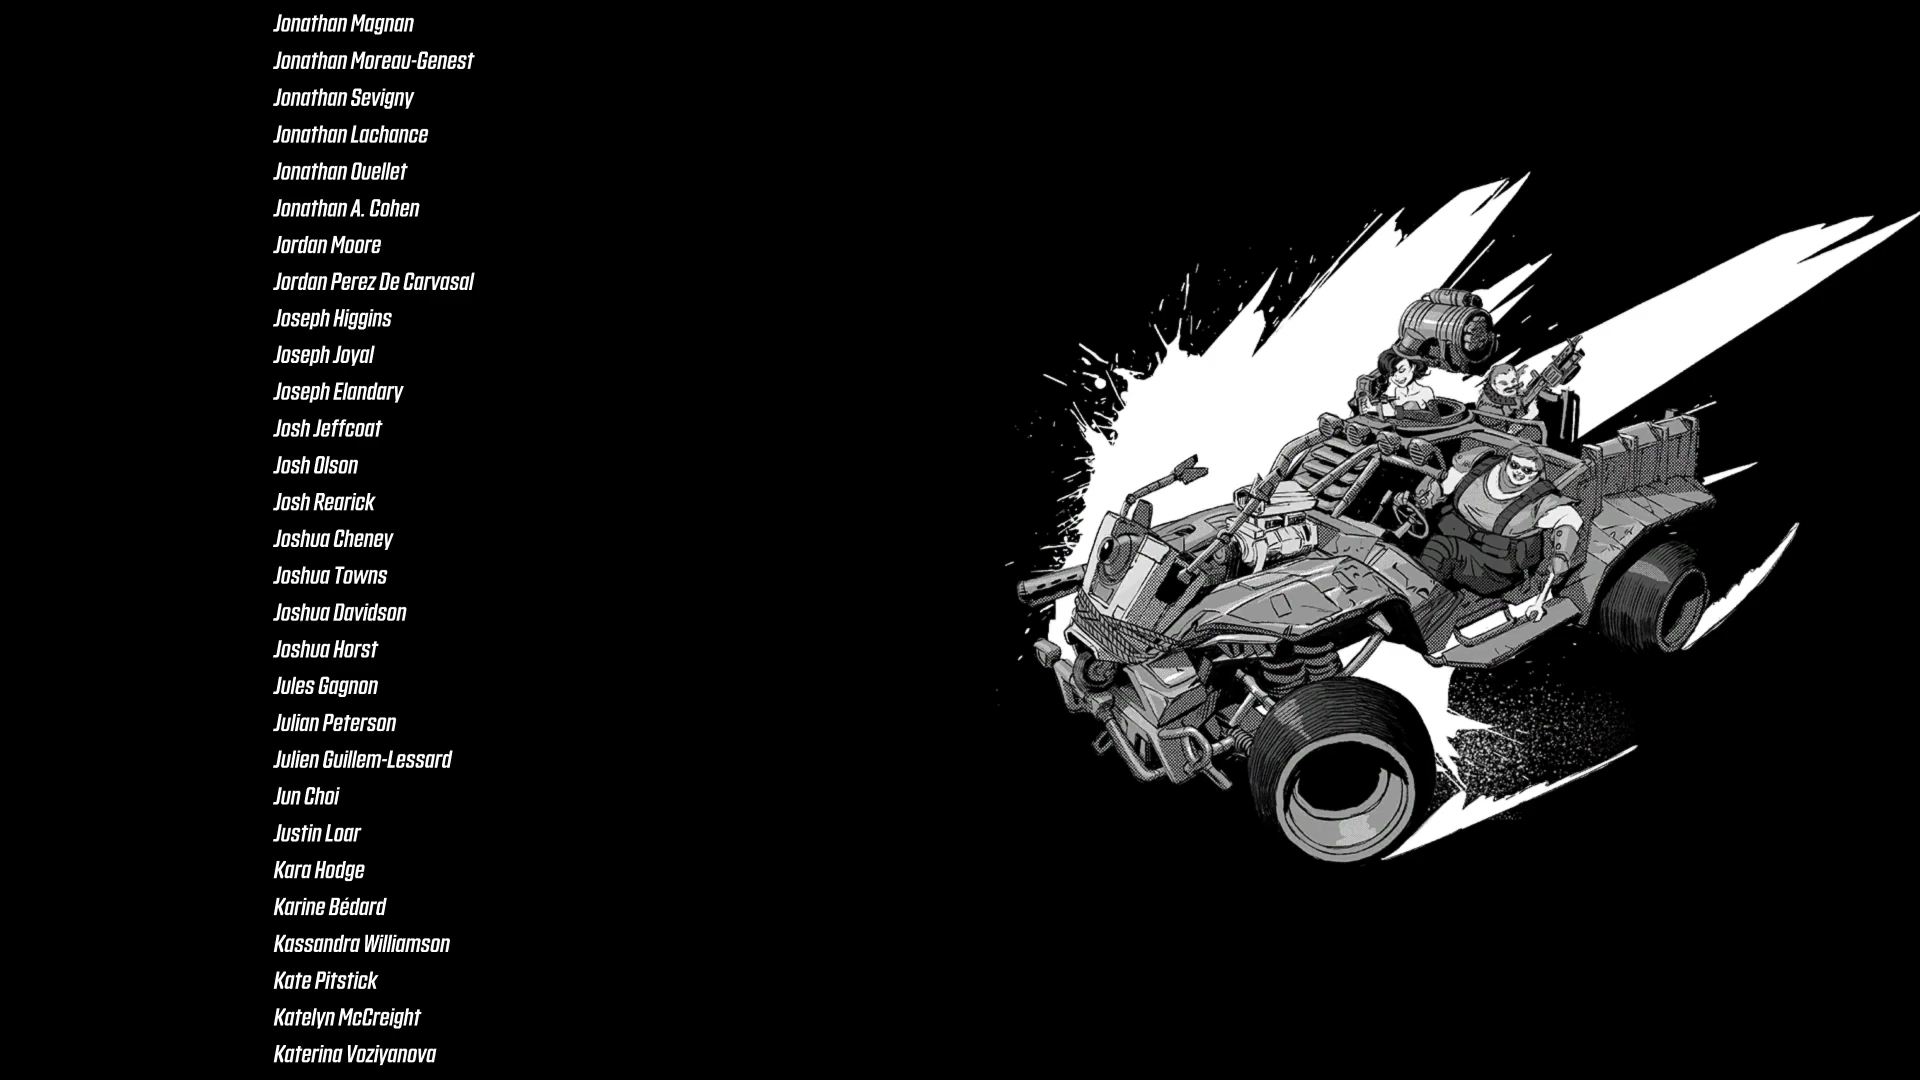 Jonathan Magnan
Jonathan Moreau-Genest
Jonathan Sevigny
Jonathan Lachance
Jonathan Ouellet
Jonathan A. Cohen
Jordan Moore
Jordan Perez De Carvasal
Joseph Higgins
Joseph Joyal
Joseph Elandary
Josh Jeffcoat
Josh Olson
Josh Rearick
Joshua Cheney
Joshua Towns
Joshua Davidson
Joshua Horst
Jules Gagnon
Julian Peterson
Julien Guillem-Lessard
Jun Choi
Justin Loar
Kara Hodge
Karine Bédard
Kassandra Williamson
Kate Pitstick
Katelyn McCreight
Katerina Voziyanova